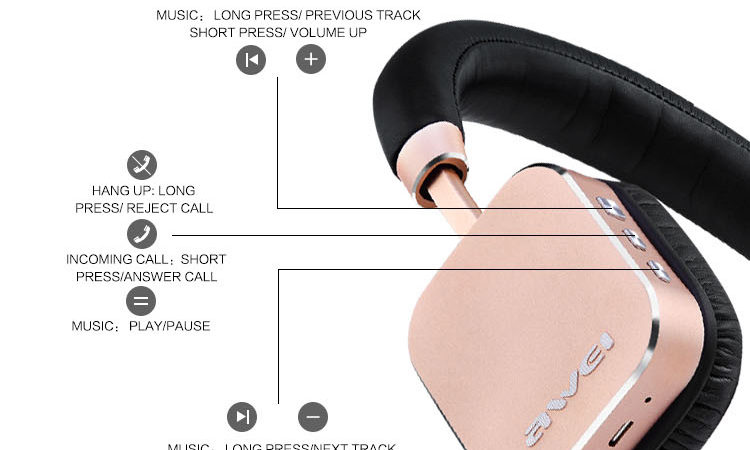 MUSIC：LONG PRESS/ PREVIOUS TRACK
SHORT PRESS/ VOLUME UP
HANG UP: LONG
PRESS/ REJECT CALL
INCOMING CALL：SHORT
PRESS/ANSWER CALL
MUSIC：PLAY/PAUSE
awei
MUSIC：LONG PRESS/NEXT TRACK